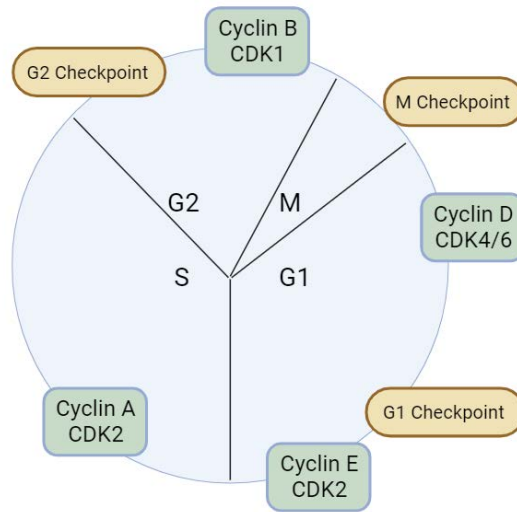 Cyclin B
CDK1
G2 Checkpoint
M Checkpoint
G2
M
Cyclin D
CDK4/6
S
G1
Cyclin A
CDK2
G1 Checkpoint
Cyclin E
CDK2